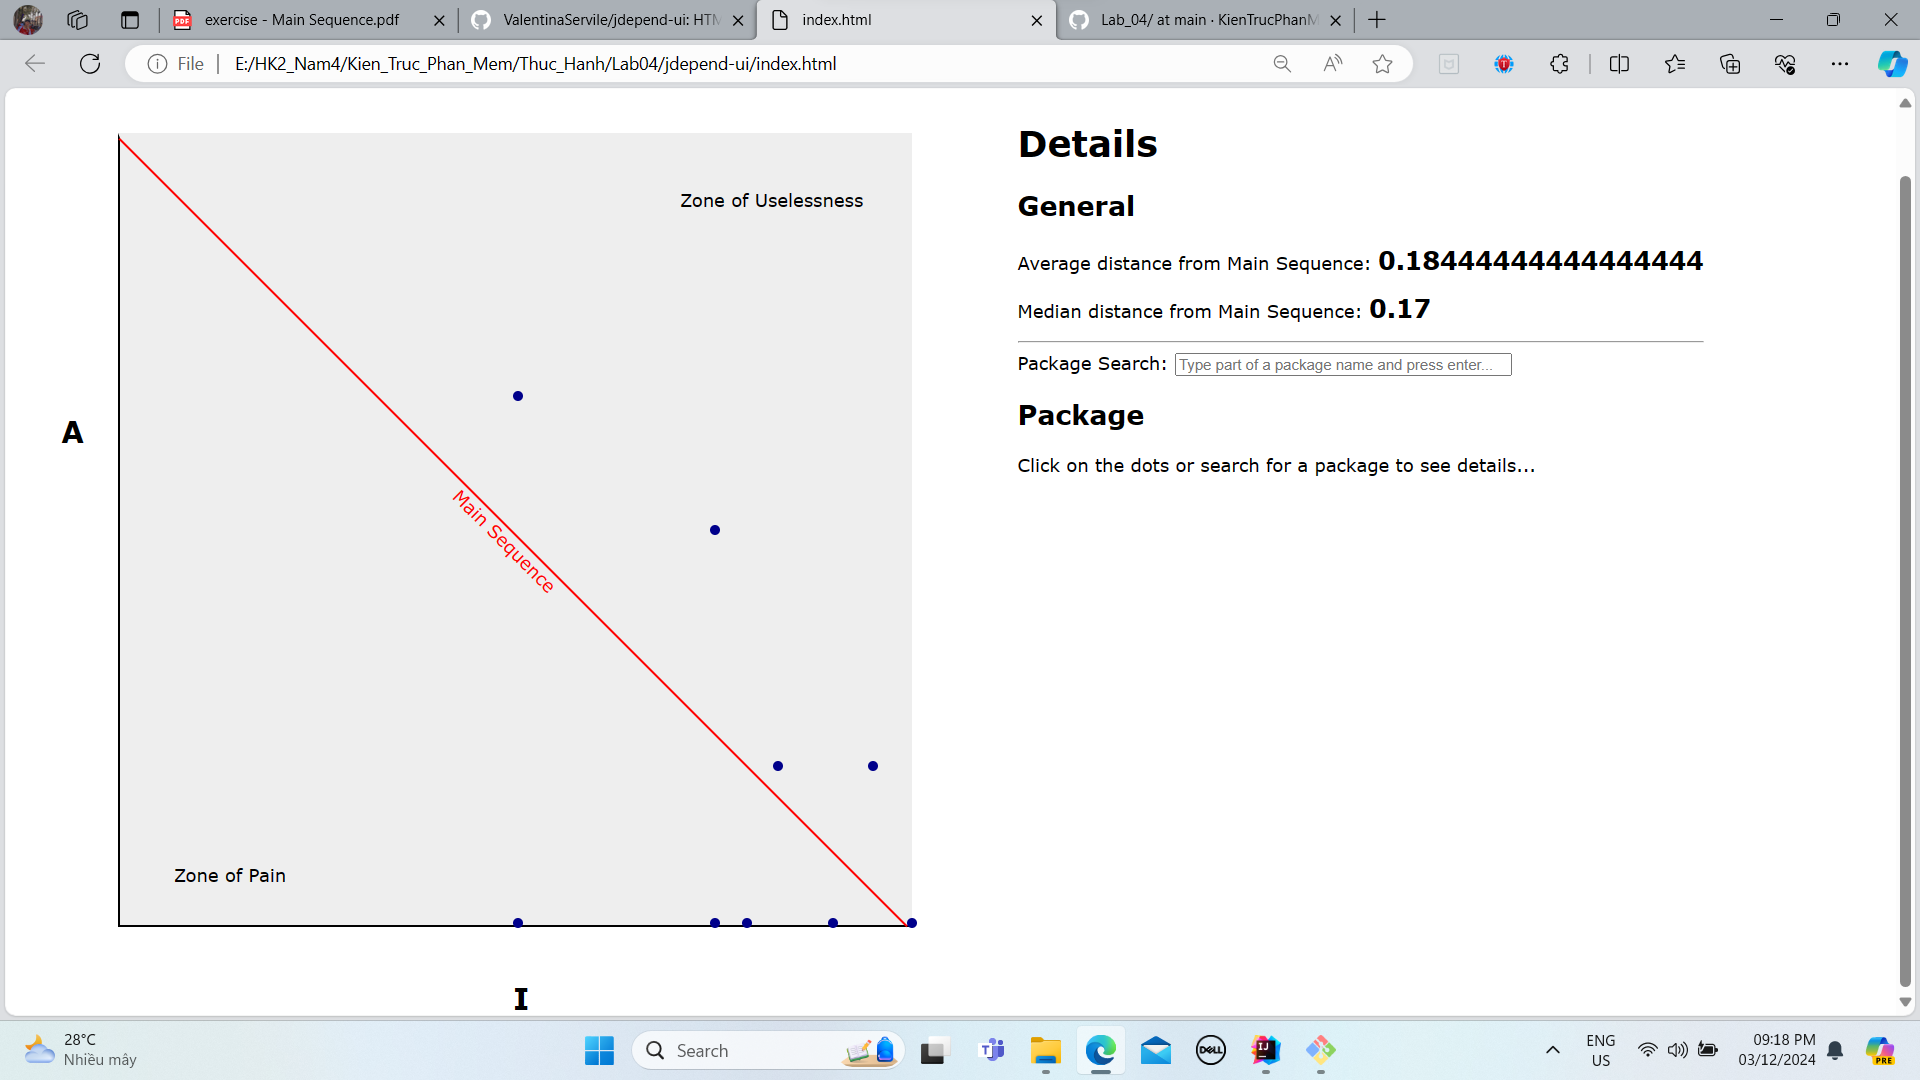 exercise - Main Sequence.pdf
ValentinaServile/jdepend-ui: HTM
index.html
Lab_04/ at main · KienTrucPhanM
File
E:/HK2_Nam4/Kien_Truc_Phan_Mem/Thuc_Hanh/Lab04/jdepend-ui/index.html
Zone of Uselessness
A
Main Sequence
Zone of Pain
I
Details
General
Average distance from Main Sequence: 0.18444444444444444
Median distance from Main Sequence: 0.17
Package Search: Type part of a package name and press enter...
Package
Click on the dots or search for a package to see details...
28°C
Nhiều mây
Search
DELL
ENG
US
09:18 PM
03/12/2024
PRE